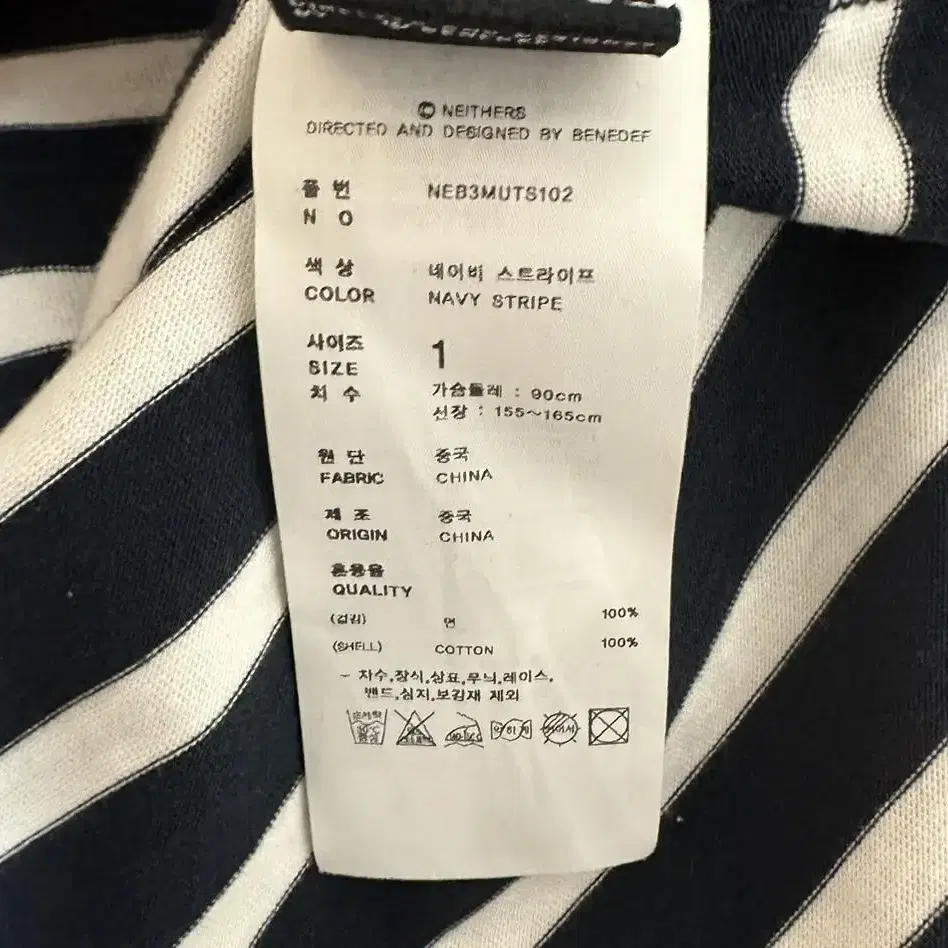 © NEITHERS
DIRECTED AND DESIGNED BY BENEDEF
품 번 NEB3MUTS102
N O
색 상 네이비 스트라이프
COLOR NAVY STRIPE
사이즈 1
SIZE
치 수 가슴둘레 : 90cm
신장 : 155~165cm
원 단 중국
FABRIC CHINA
제 조 중국
ORIGIN CHINA
혼용율
QUALITY
(겉감) 면 100%
(SHELL) COTTON 100%
- 자수,장식,상표,무늬,레이스,
밴드,심지,보강재 제외